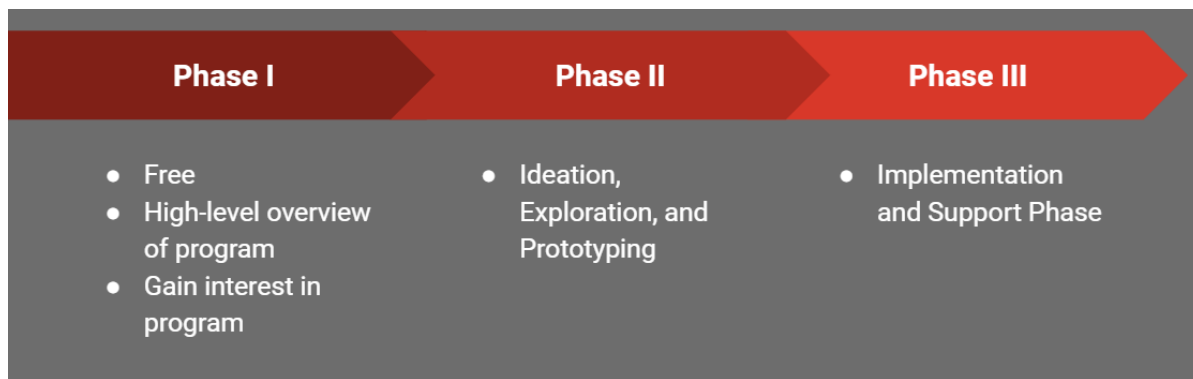 Phase I
Phase II
Phase III
● Free
● High-level overview
of program
● Gain interest in
program
● Ideation,
Exploration, and
Prototyping
● Implementation
and Support Phase